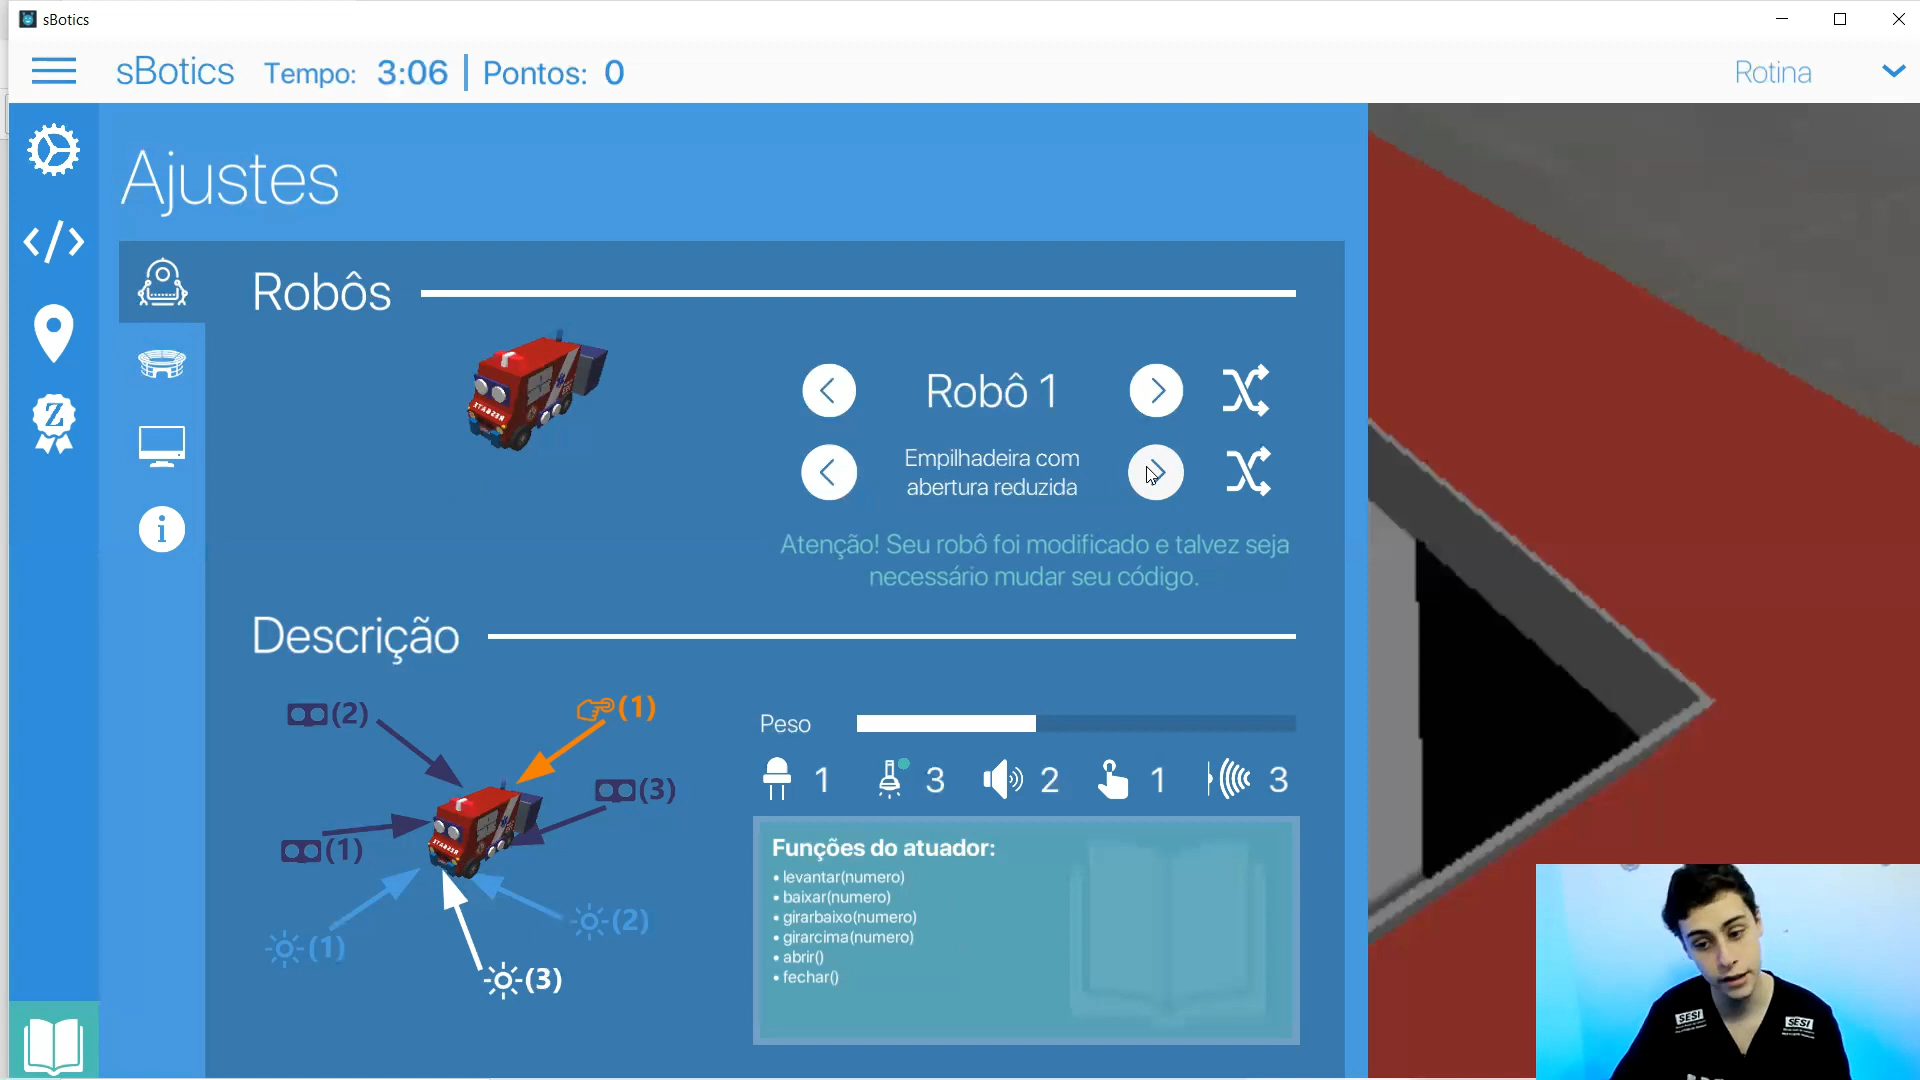 sBotics
sBotics Tempo: 3:06 Pontos: 0 Rotina
Ajustes
Robôs
Robô 1
Empilhadeira com
abertura reduzida
Atenção! Seu robô foi modificado e talvez seja
necessário mudar seu código.
Descrição
(2)
(1)
(3)
(1)
(2)
(1)
(3)
Peso
1 3 2 1 3
Funções do atuador:
• levantar(numero)
• baixar(numero)
• girarbaixo(numero)
• girarcima(numero)
• abrir()
• fechar()
Z
i
SESI
SESI